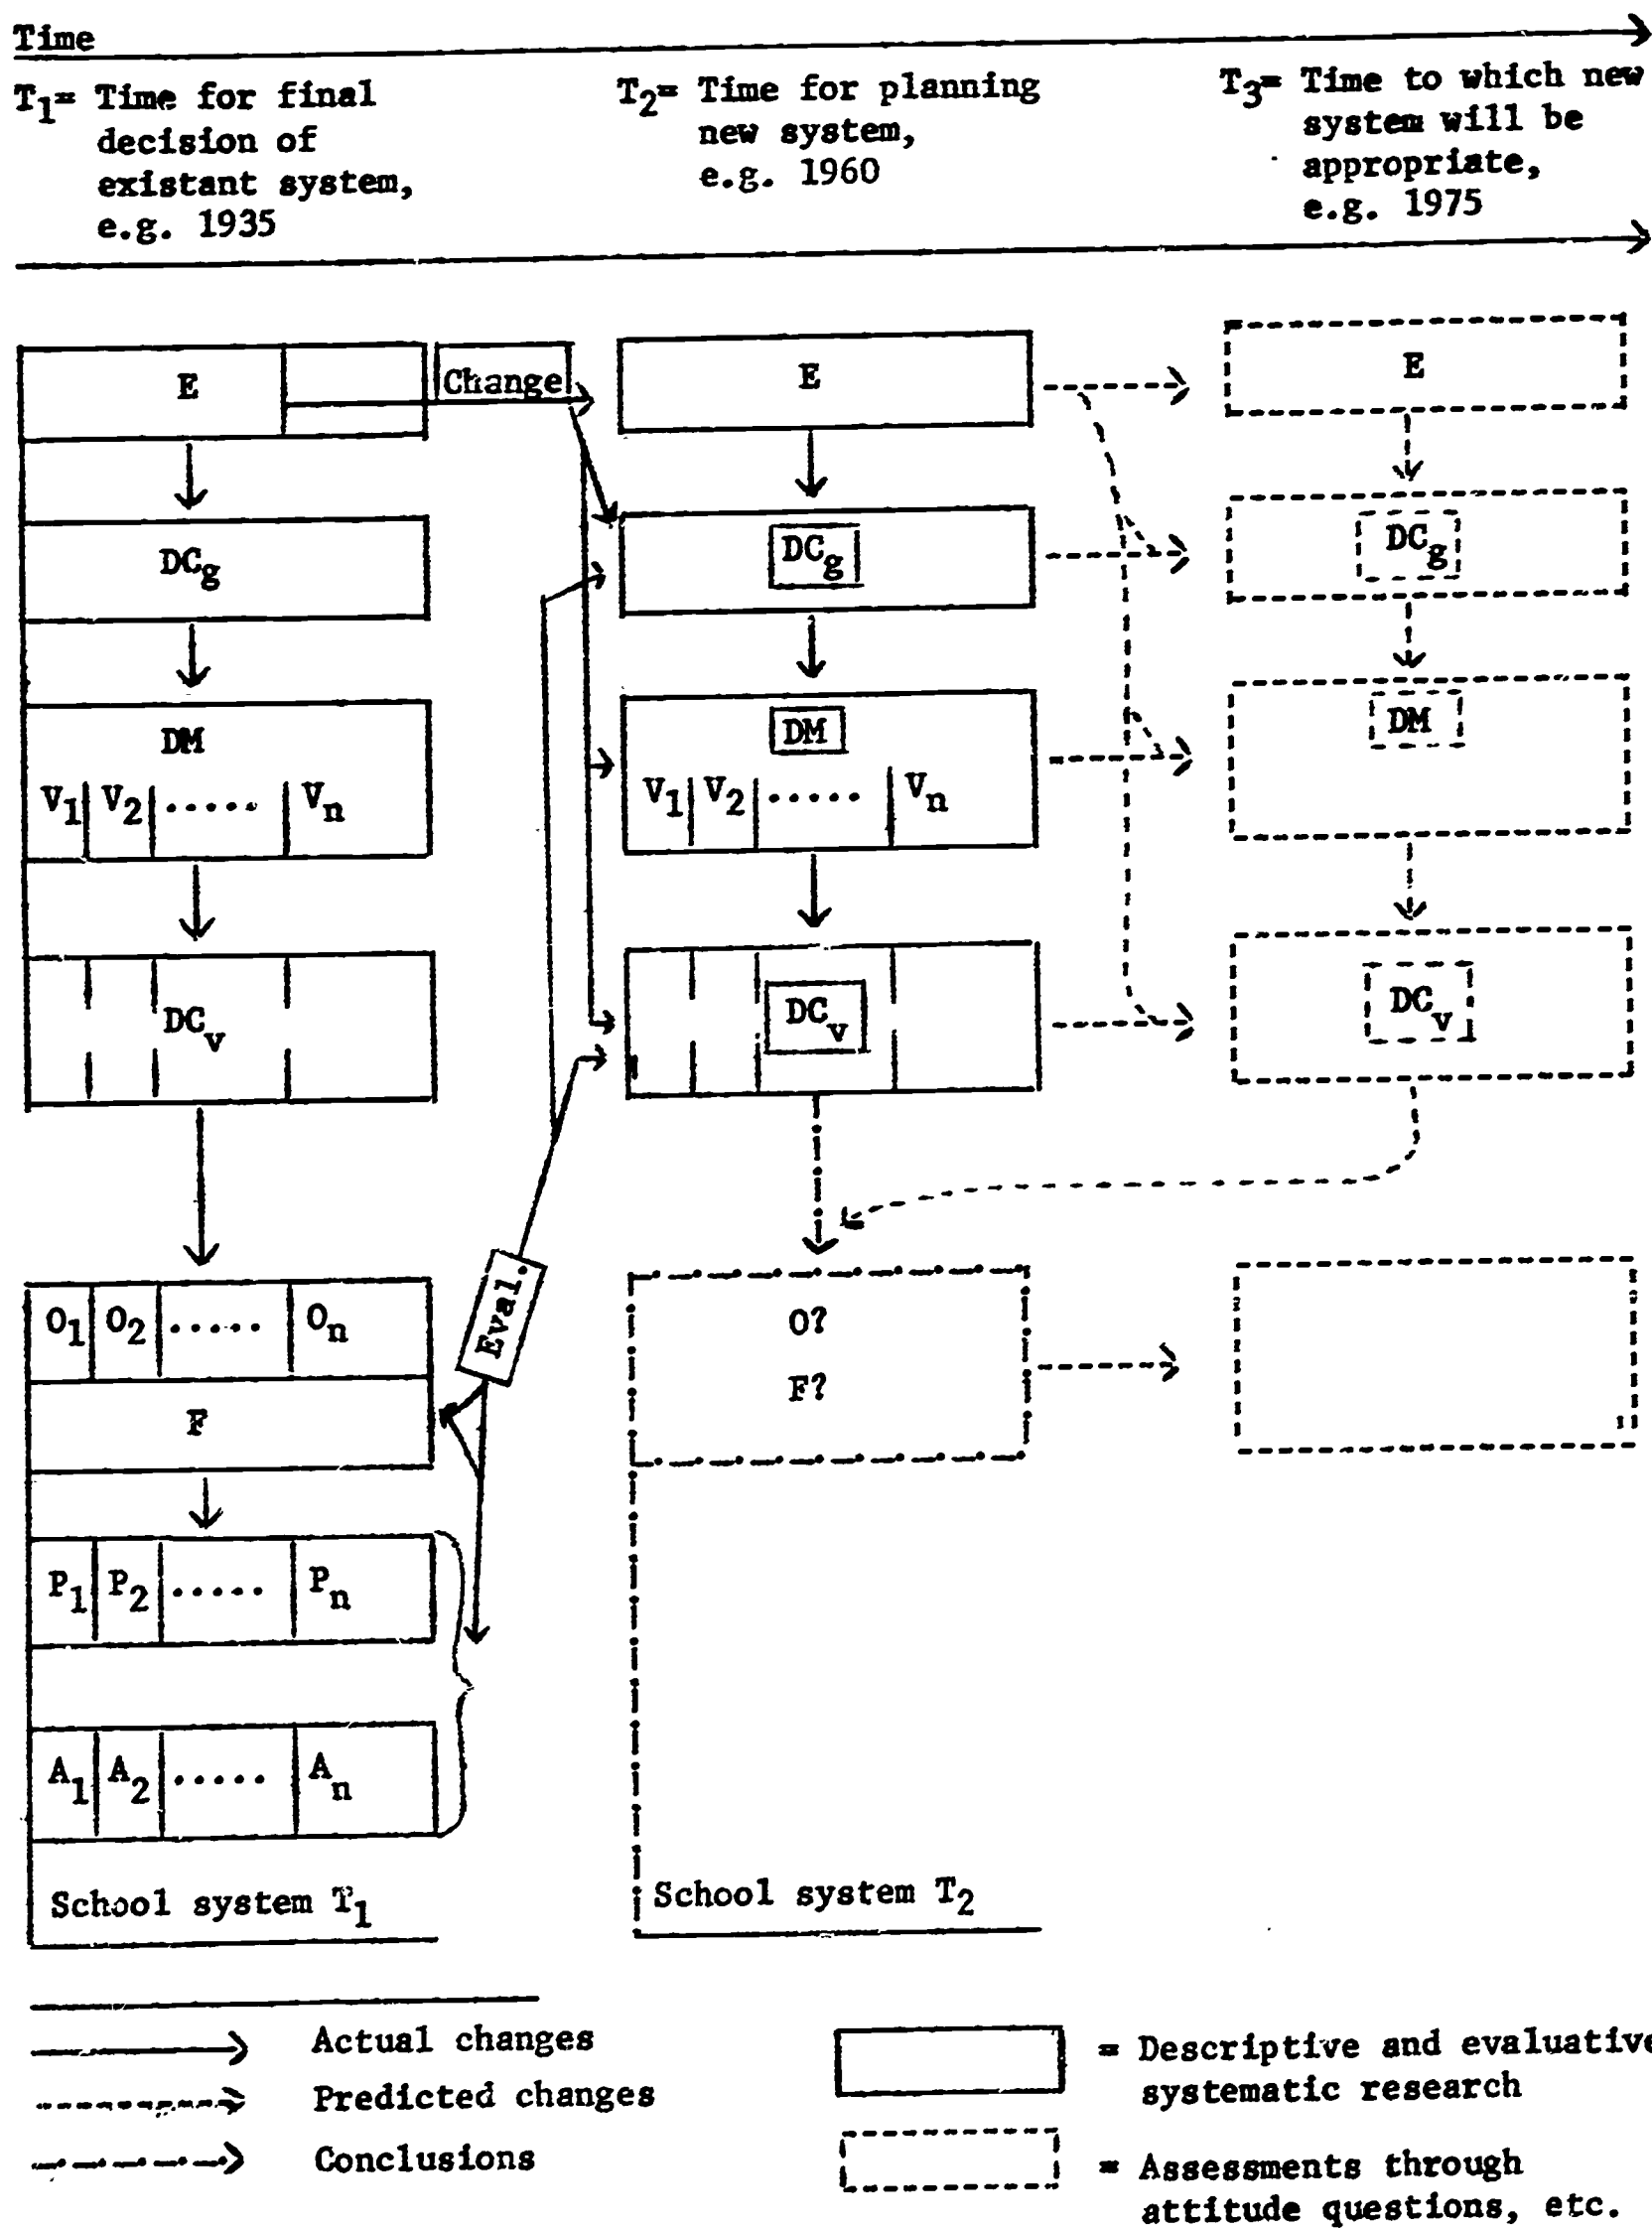 Time
T1= Time for final
decision of
existant system,
e.g. 1935
T2= Time for planning
new system,
e.g. 1960
T3= Time to which new
system will be
appropriate,
e.g. 1975
E
Change
E
E
DCg
DCg
DCg
DM
V1 V2 ..... Vn
DM
V1 V2 ..... Vn
DM
DCv
DCv
DCv
O1 O2 ..... On
F
Eval.
O?
F?
P1 P2 ..... Pn
A1 A2 ..... An
School system T1
School system T2
Actual changes
Predicted changes
Conclusions
= Descriptive and evaluative
systematic research
= Assessments through
attitude questions, etc.